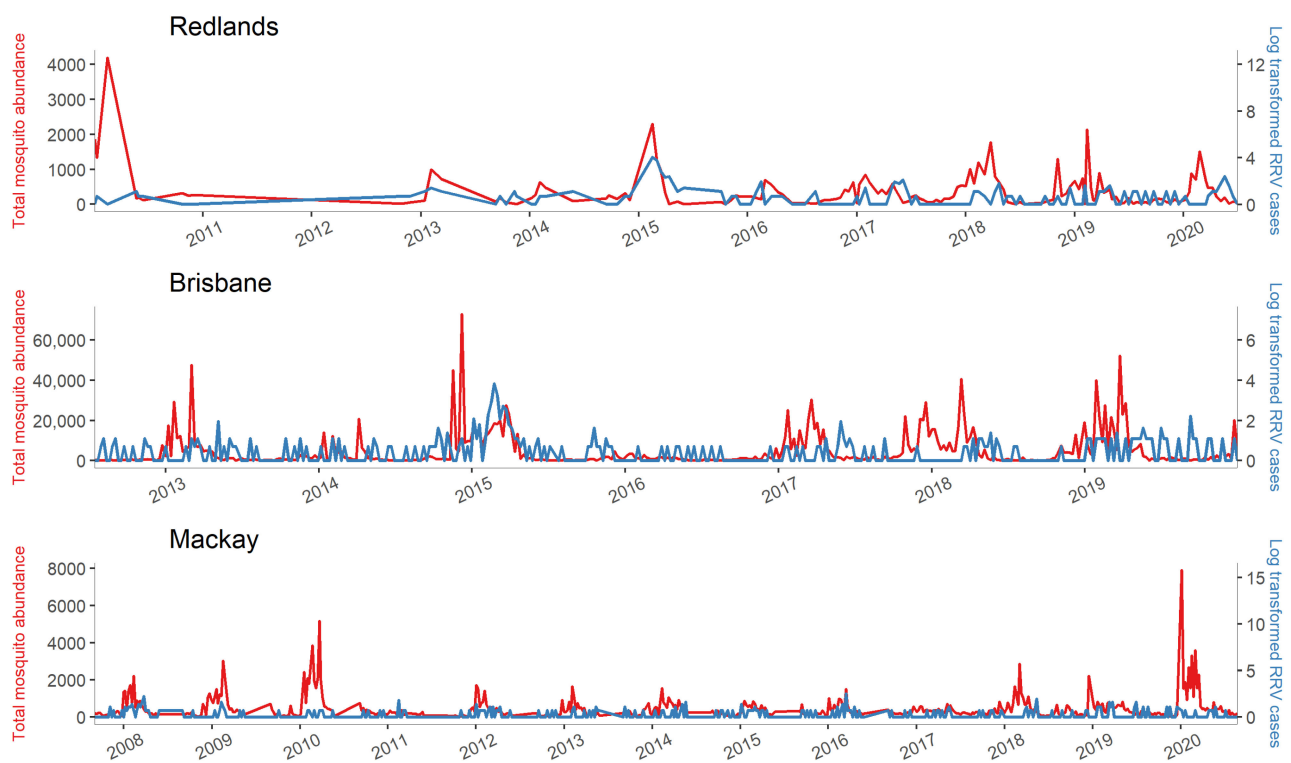 Redlands
Total mosquito abundance
4000
3000
2000
1000
0
Log transformed RRV cases
12
8
4
0
2011 2012 2013 2014 2015 2016 2017 2018 2019 2020
Brisbane
Total mosquito abundance
60,000
40,000
20,000
0
Log transformed RRV cases
6
4
2
0
2013 2014 2015 2016 2017 2018 2019
Mackay
Total mosquito abundance
8000
6000
4000
2000
0
Log transformed RRV cases
15
10
5
0
2008 2009 2010 2011 2012 2013 2014 2015 2016 2017 2018 2019 2020